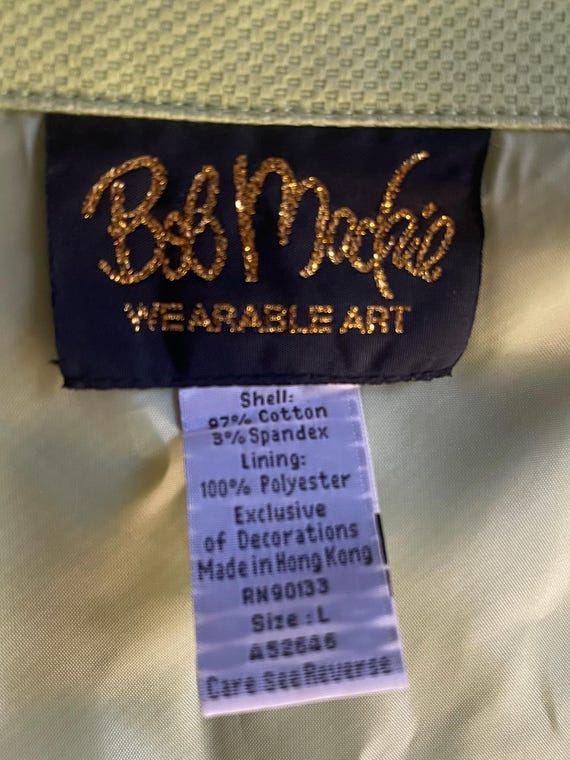 Bob Mackie
WEARABLE ART
Shell:
97% Cotton
3% Spandex
Lining:
100% Polyester
Exclusive
of Decorations
Made in Hong Kong
RN90133
Size : L
A52646
Care See Reverse